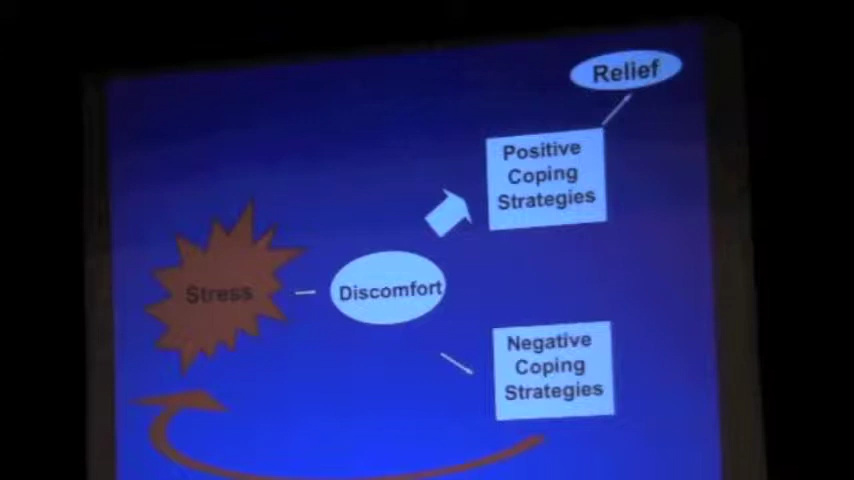 Relief
Positive
Coping
Strategies
Stress
Discomfort
Negative
Coping
Strategies